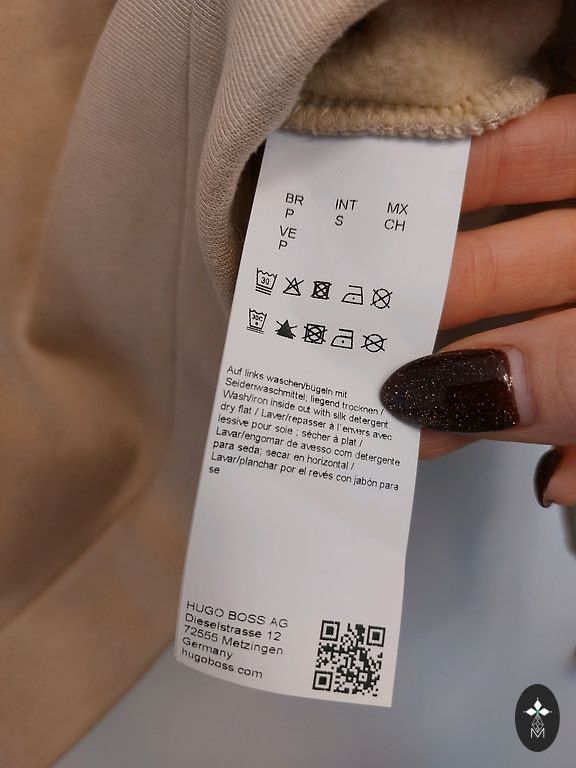 BR INT MX
P S CH
VE
P
30
30C
Auf links waschen/bügeln mit
Seidenwaschmittel; liegend trocknen /
Wash/iron inside out with silk detergent;
dry flat / Laver/repasser à l'envers avec
lessive pour soie ; sécher à plat /
Lavar/engomar de avesso com detergente
para seda; secar en horizontal /
Lavar/planchar por el revés con jabón para
se
HUGO BOSS AG
Dieselstrasse 12
72555 Metzingen
Germany
hugoboss.com
M